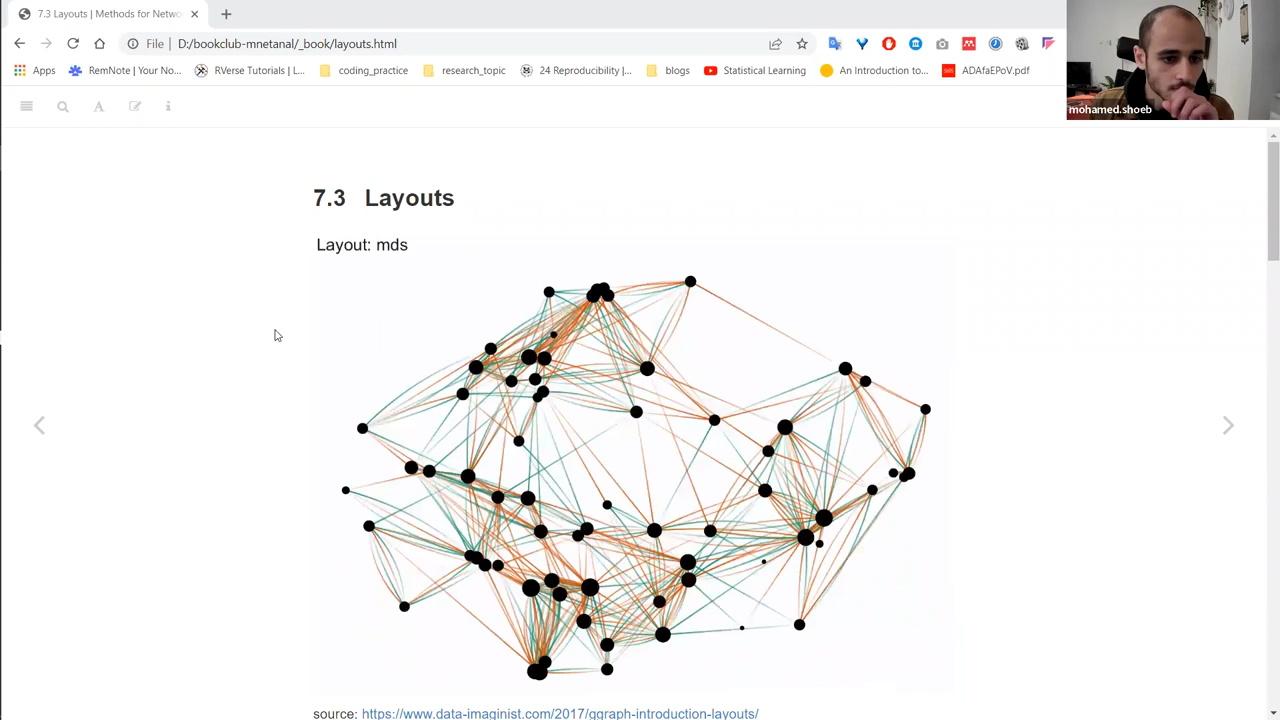 7.3 Layouts | Methods for Netwo
File | D:/bookclub-mnetanal/_book/layouts.html
Apps
RemNote | Your No...
RVerse Tutorials | L...
coding_practice
research_topic
24 Reproducibility |...
blogs
Statistical Learning
An Introduction to...
ADAfaEPoV.pdf
mohamed.shoeb
7.3 Layouts
Layout: mds
source: https://www.data-imaginist.com/2017/ggraph-introduction-layouts/